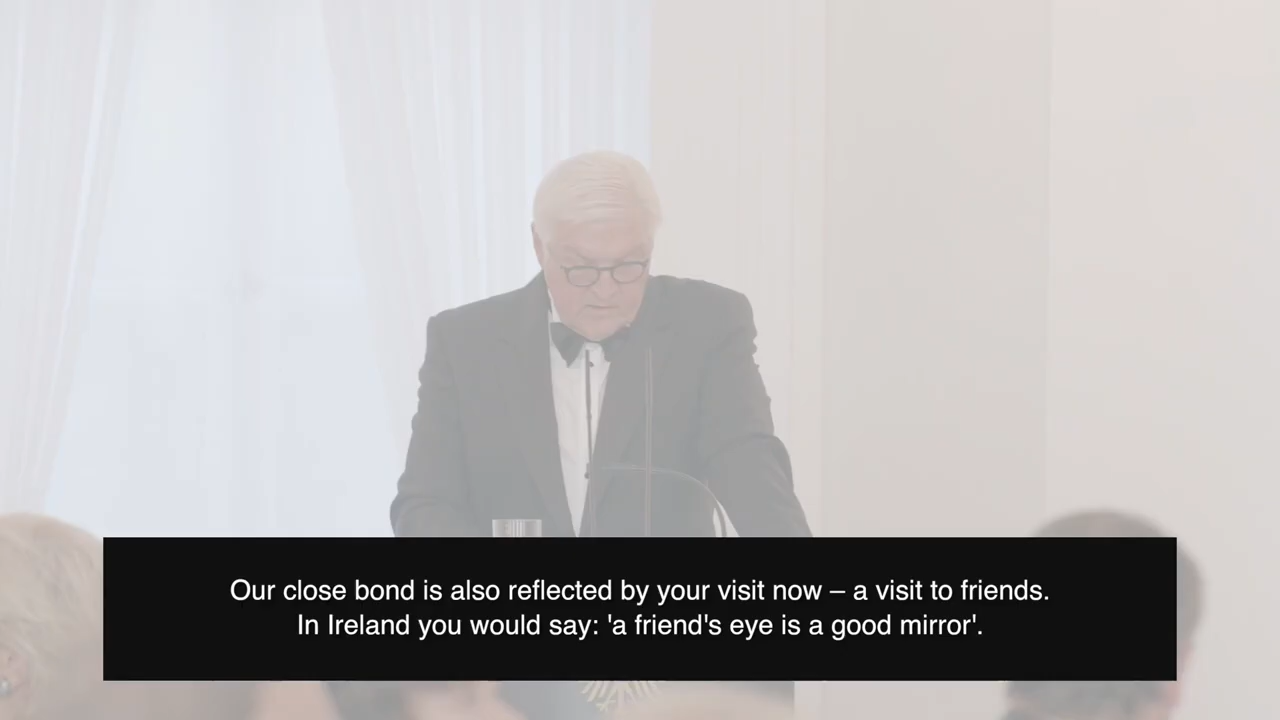 Our close bond is also reflected by your visit now – a visit to friends.
In Ireland you would say: 'a friend's eye is a good mirror'.